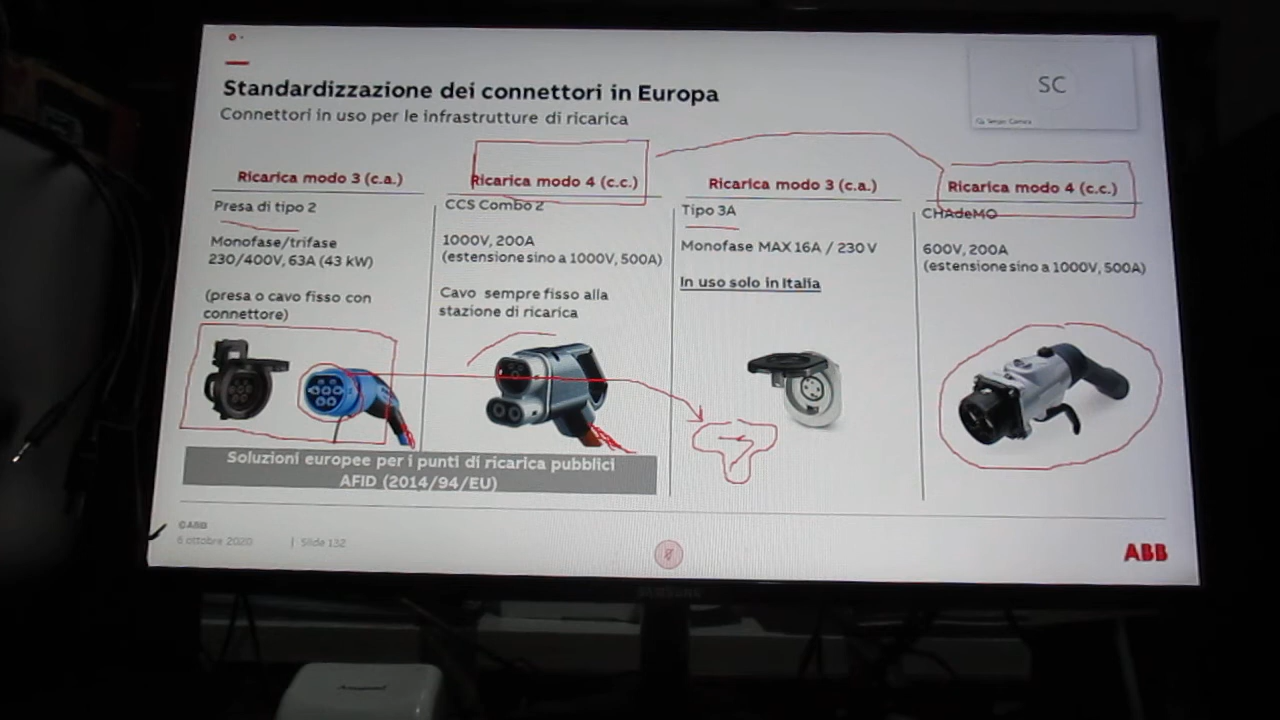 Standardizzazione dei connettori in Europa
Connettori in uso per le infrastrutture di ricarica
SC
Ricarica modo 3 (c.a.)
Presa di tipo 2
Monofase/trifase
230/400V, 63A (43 kW)
(presa o cavo fisso con
connettore)
Ricarica modo 4 (c.c.)
CCS Combo 2
1000V, 200A
(estensione sino a 1000V, 500A)
Cavo sempre fisso alla
stazione di ricarica
Ricarica modo 3 (c.a.)
Tipo 3A
Monofase MAX 16A / 230 V
In uso solo in Italia
Ricarica modo 4 (c.c.)
CHAdeMO
600V, 200A
(estensione sino a 1000V, 500A)
Soluzioni europee per i punti di ricarica pubblici
AFID (2014/94/EU)
©ABB
6 ottobre 2020 | Slide 132
ABB
SAMSUNG